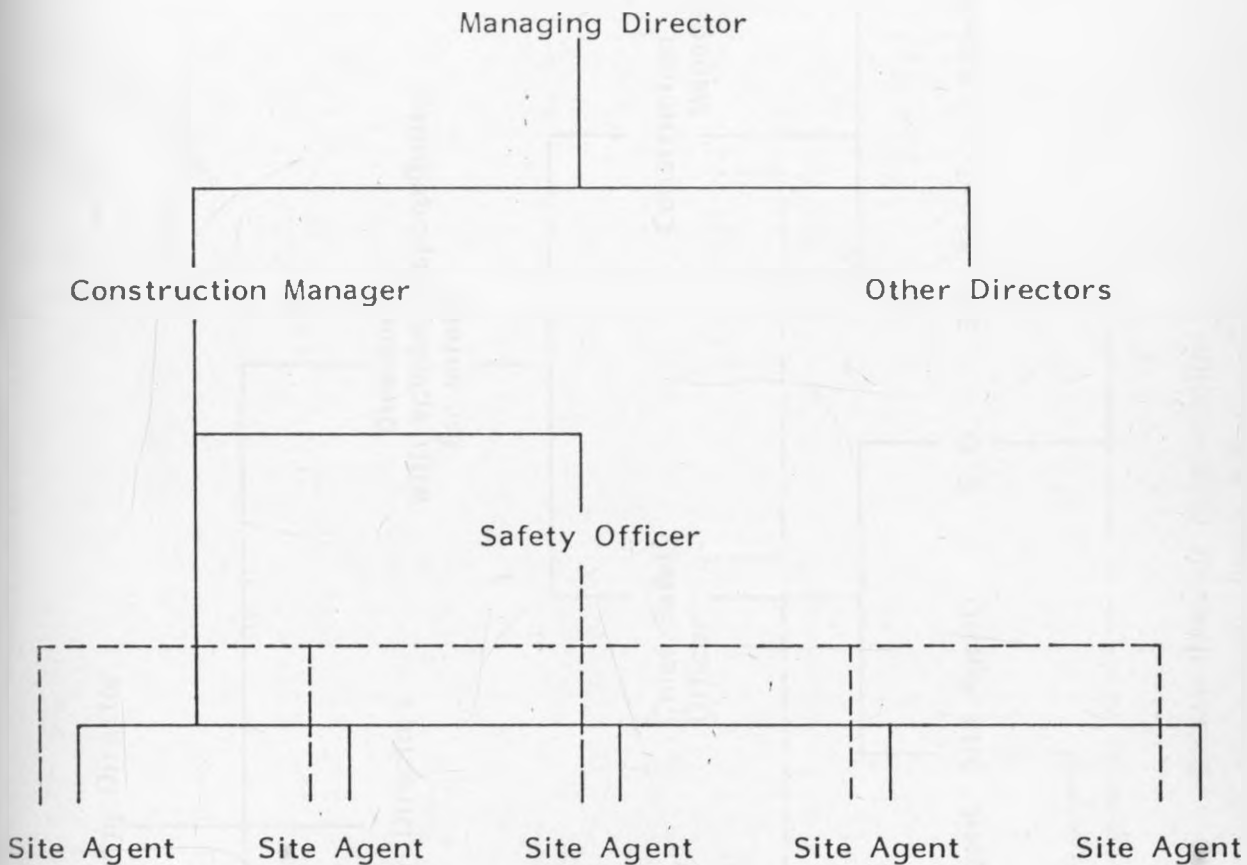 Managing Director
Construction Manager Other Directors
Safety Officer
Site Agent Site Agent Site Agent Site Agent Site Agent